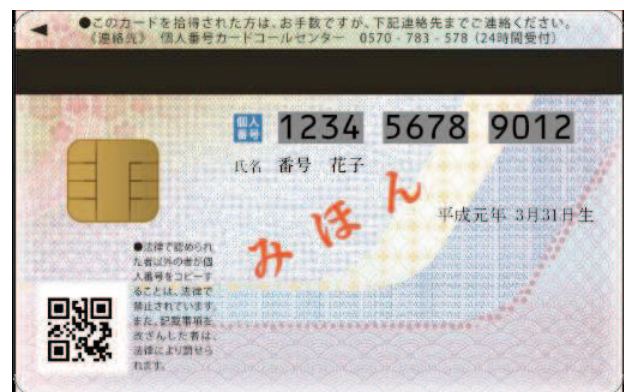 ●このカードを拾得された方は、お手数ですが、下記連絡先までご連絡ください。
《連絡先》 個人番号カードコールセンター 0570-783-578（24時間受付）
個人番号 1234 5678 9012
氏名 番号 花子
平成元年 3月31日生
みほん
●法律で認められ
た者以外の者が個
人番号をコピーす
ることは、法律で
禁止されています。
また、記載事項を
改ざんした者は、
法律により罰せら
れます。